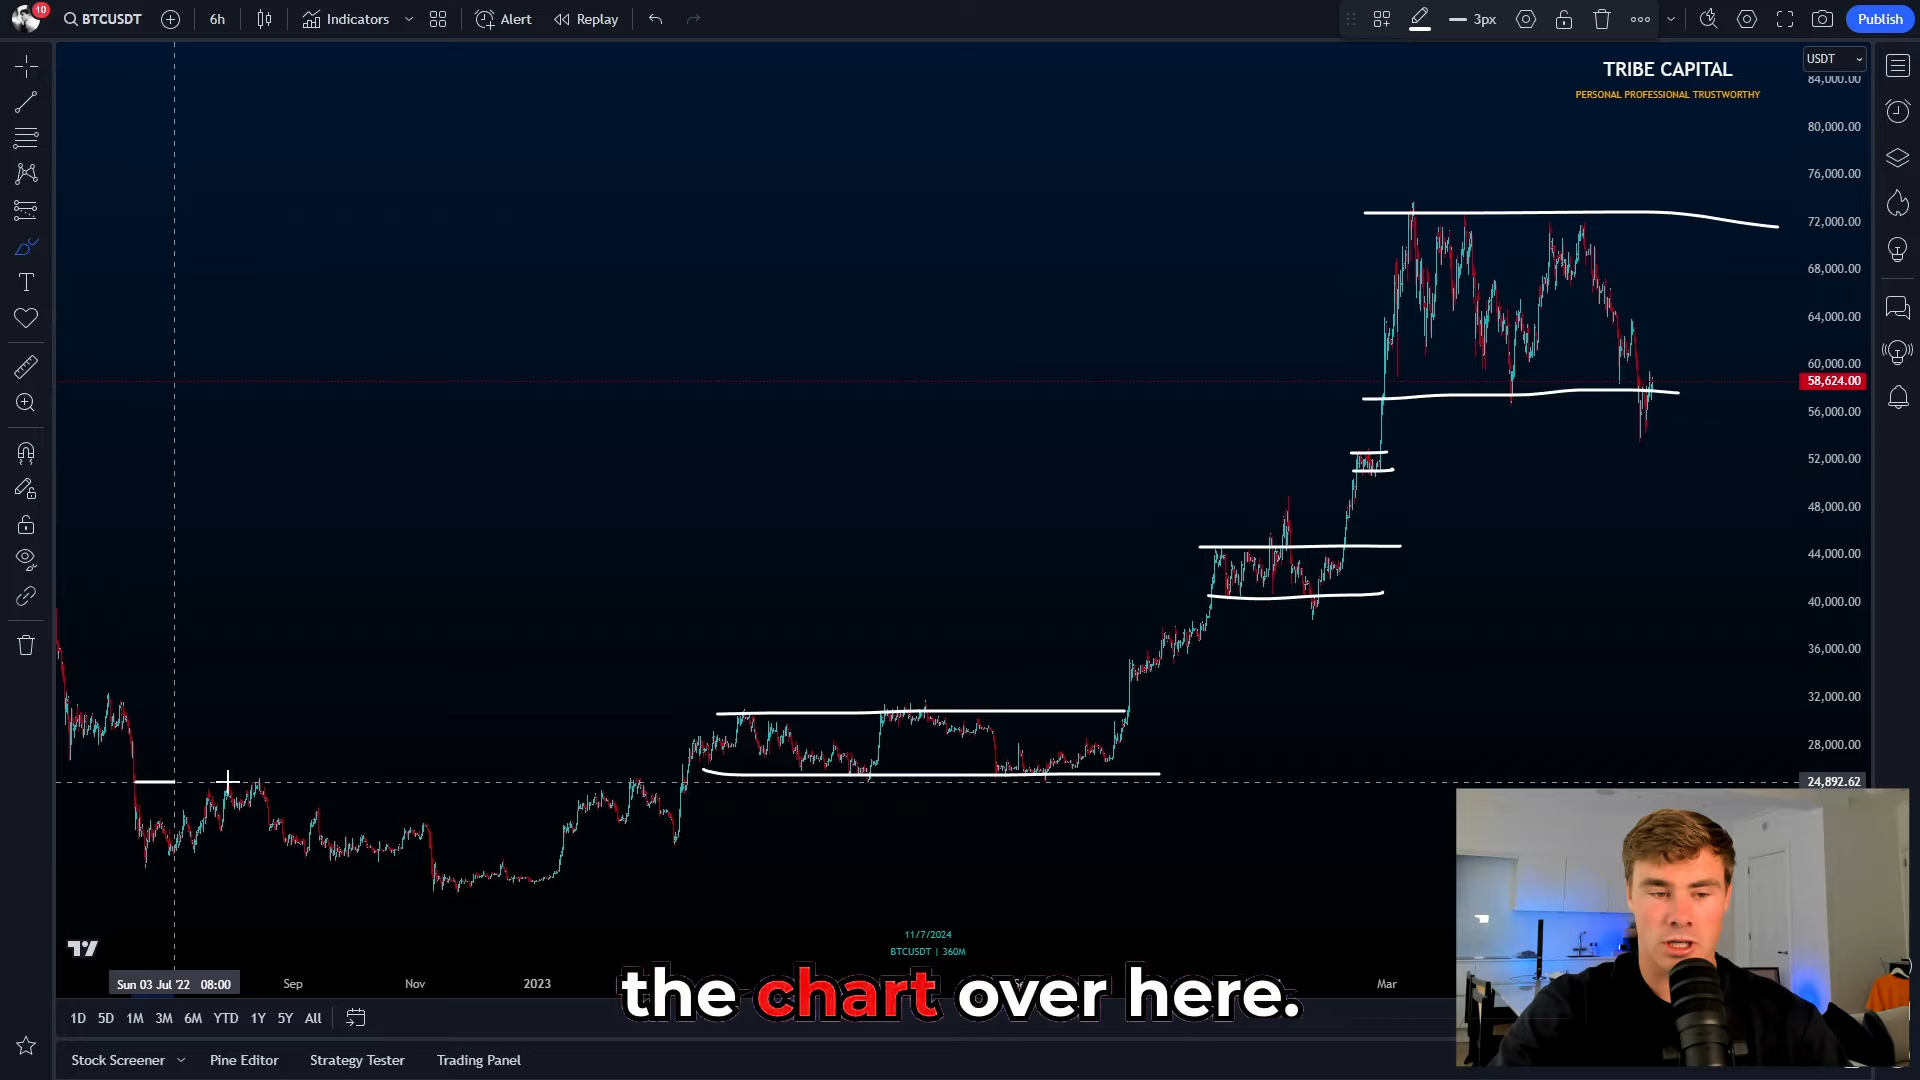 10
BTCUSDT
6h
Indicators
Alert
Replay
3px
Publish
TRIBE CAPITAL
PERSONAL PROFESSIONAL TRUSTWORTHY
USDT
84,000.00
80,000.00
76,000.00
72,000.00
68,000.00
64,000.00
60,000.00
58,624.00
56,000.00
52,000.00
48,000.00
44,000.00
40,000.00
36,000.00
32,000.00
28,000.00
24,892.62
11/7/2024
BTCUSDT | 360M
Sun 03 Jul '22 08:00
Sep
Nov
2023
Mar
the chart over here.
1D 5D 1M 3M 6M YTD 1Y 5Y All
Stock Screener
Pine Editor
Strategy Tester
Trading Panel